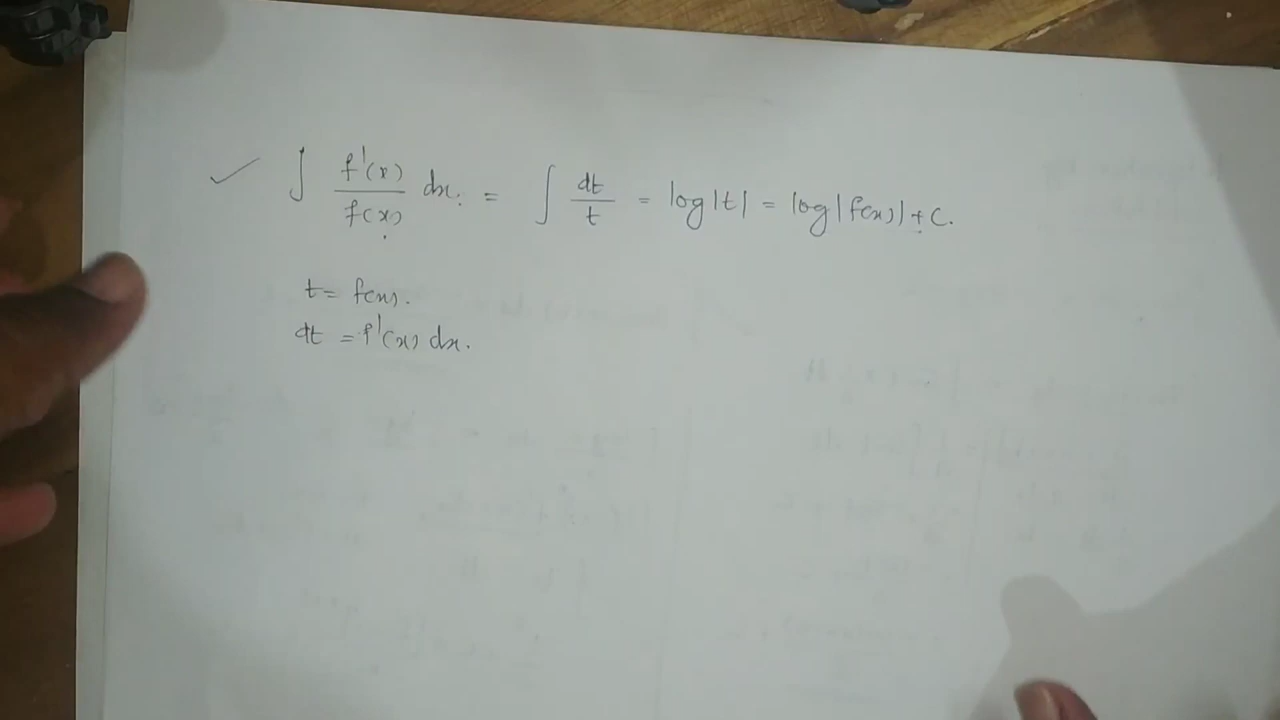 ✓ ∫ f'(x)/f(x) dx. = ∫ dt/t = log|t| = log|f(x)| + C.
t = f(x).
dt = f'(x) dx.